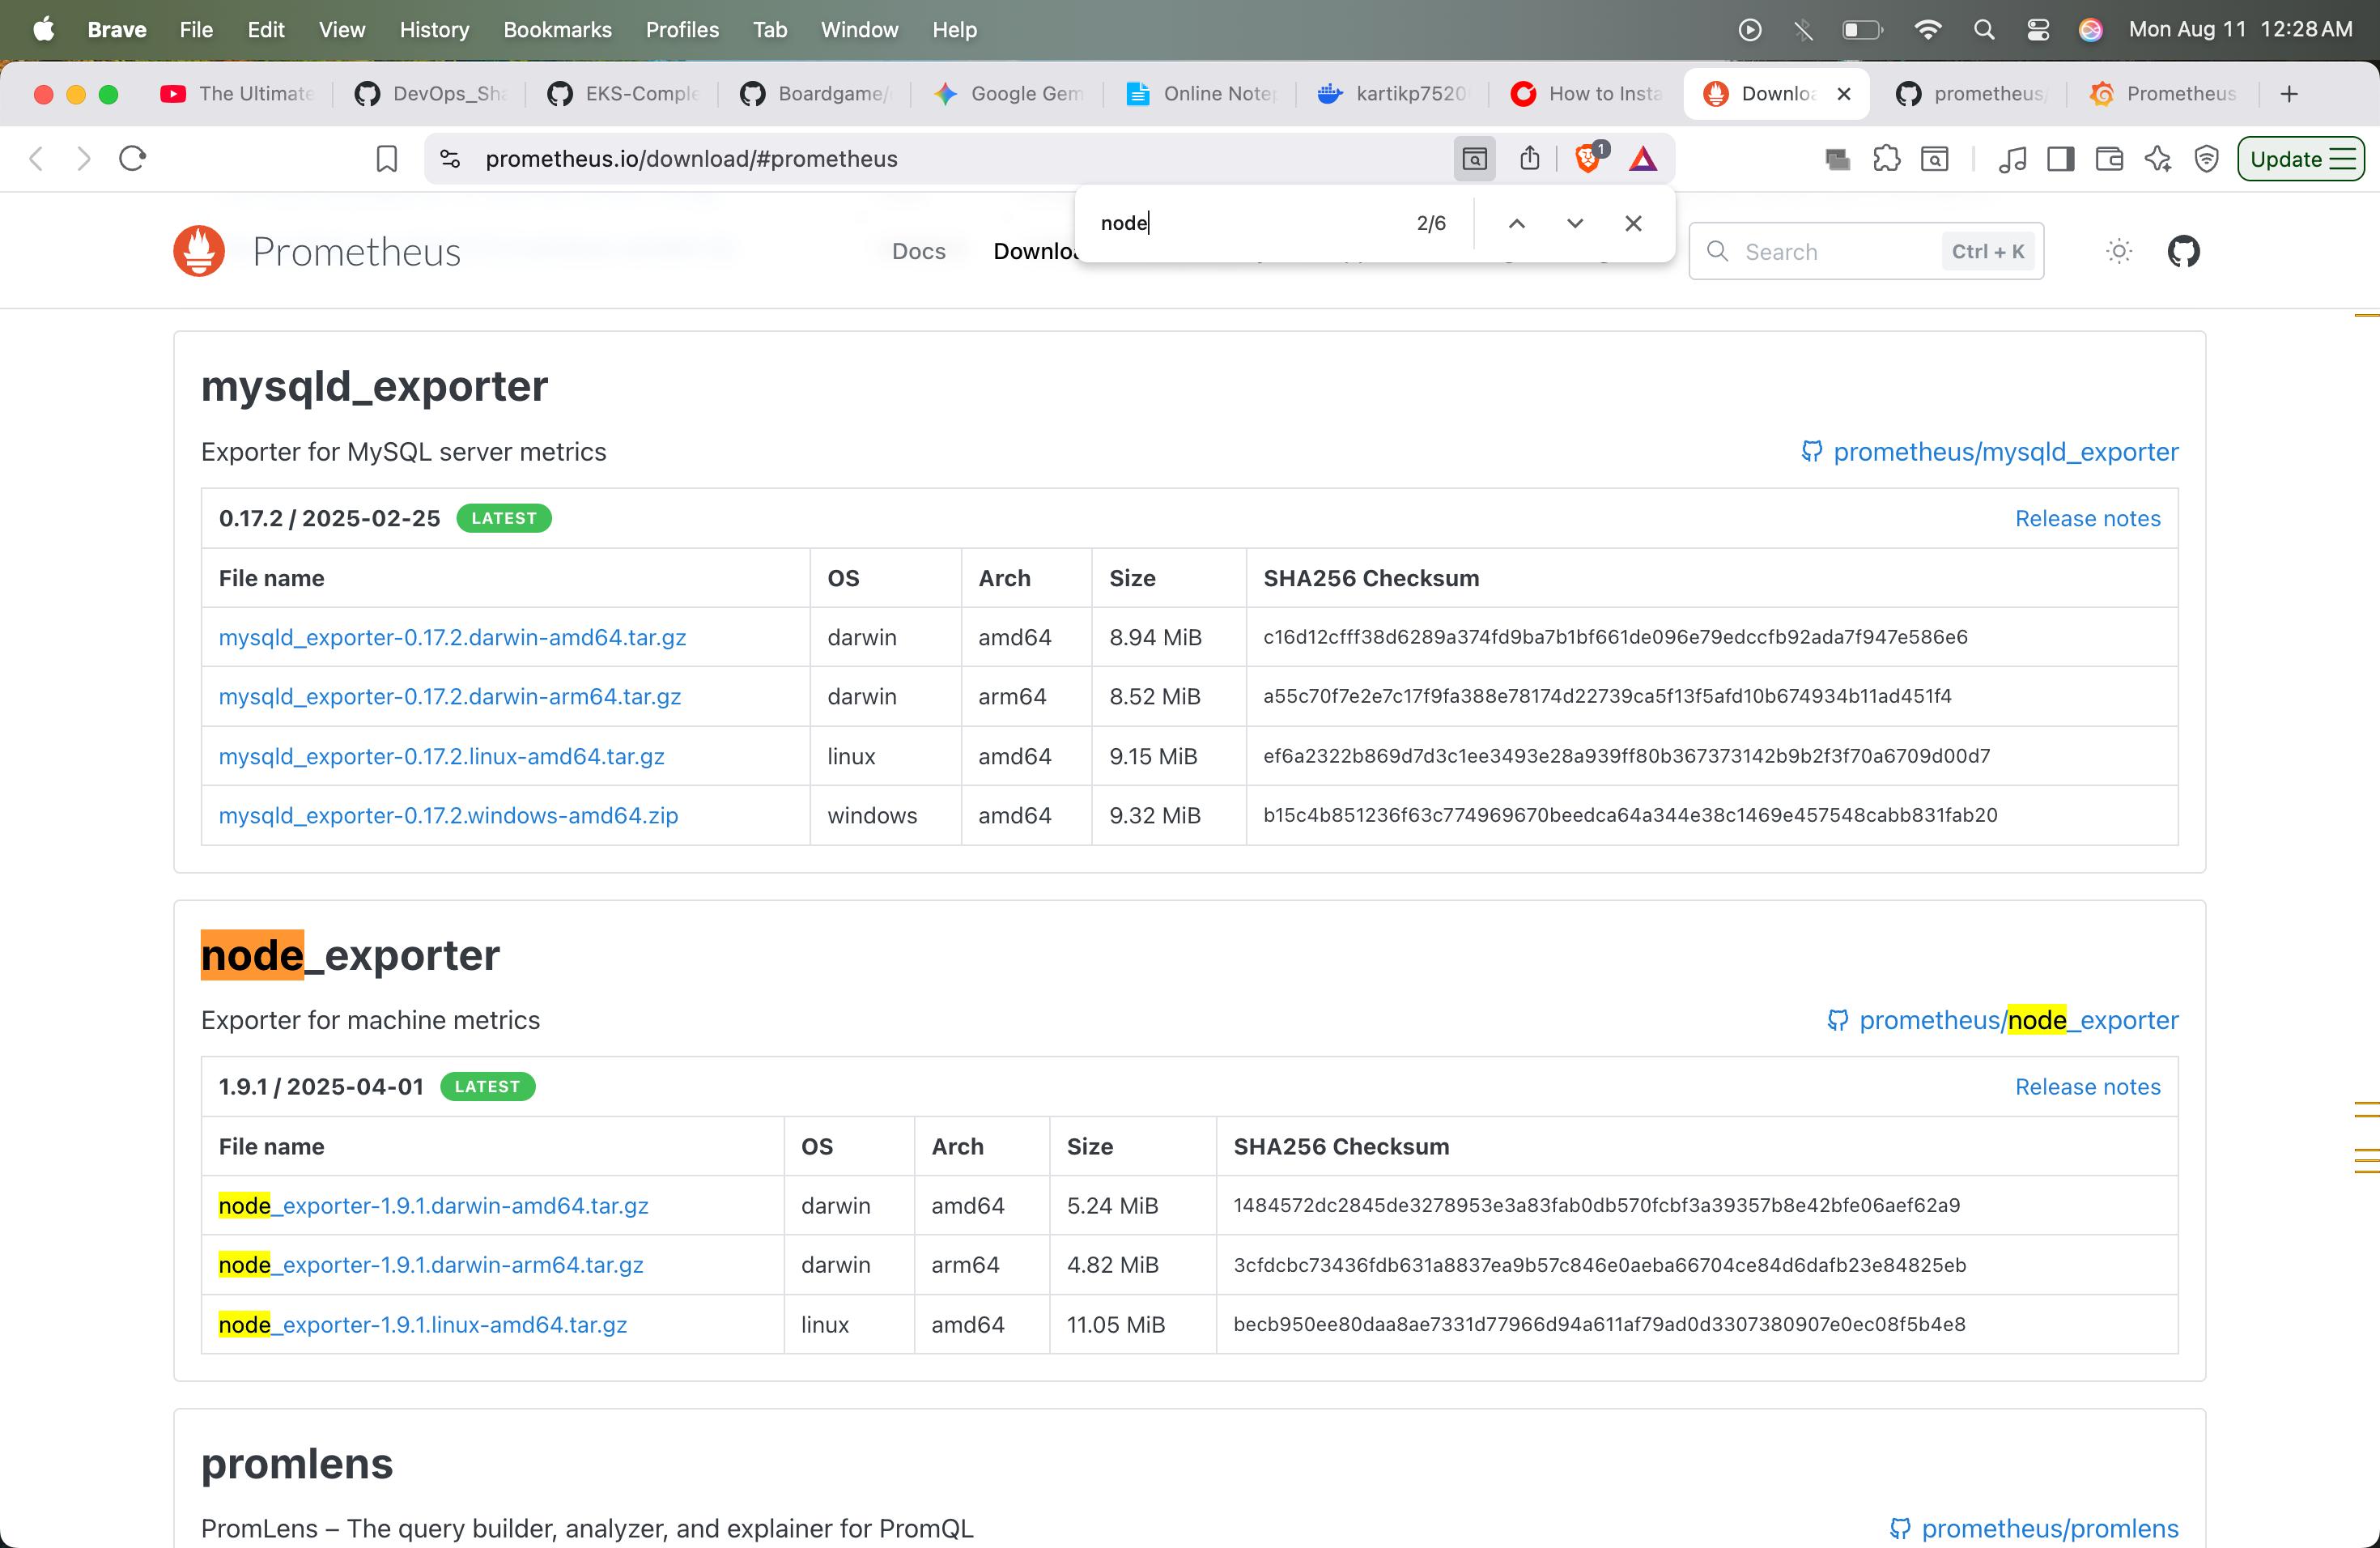 Brave File Edit View History Bookmarks Profiles Tab Window Help Mon Aug 11 12:28 AM
The Ultimate DevOps_Sha EKS-Comple Boardgame/ Google Gem Online Notep kartikp7520 How to Insta Downloa prometheus/ Prometheus
prometheus.io/download/#prometheus 1 Update
node 2/6
Prometheus Docs Downloa Search Ctrl + K
mysqld_exporter
Exporter for MySQL server metrics prometheus/mysqld_exporter
0.17.2 / 2025-02-25 LATEST Release notes
File name OS Arch Size SHA256 Checksum
mysqld_exporter-0.17.2.darwin-amd64.tar.gz darwin amd64 8.94 MiB c16d12cfff38d6289a374fd9ba7b1bf661de096e79edccfb92ada7f947e586e6
mysqld_exporter-0.17.2.darwin-arm64.tar.gz darwin arm64 8.52 MiB a55c70f7e2e7c17f9fa388e78174d22739ca5f13f5afd10b674934b11ad451f4
mysqld_exporter-0.17.2.linux-amd64.tar.gz linux amd64 9.15 MiB ef6a2322b869d7d3c1ee3493e28a939ff80b367373142b9b2f3f70a6709d00d7
mysqld_exporter-0.17.2.windows-amd64.zip windows amd64 9.32 MiB b15c4b851236f63c774969670beedca64a344e38c1469e457548cabb831fab20
node_exporter
Exporter for machine metrics prometheus/node_exporter
1.9.1 / 2025-04-01 LATEST Release notes
File name OS Arch Size SHA256 Checksum
node_exporter-1.9.1.darwin-amd64.tar.gz darwin amd64 5.24 MiB 1484572dc2845de3278953e3a83fab0db570fcbf3a39357b8e42bfe06aef62a9
node_exporter-1.9.1.darwin-arm64.tar.gz darwin arm64 4.82 MiB 3cfdcbc73436fdb631a8837ea9b57c846e0aeba66704ce84d6dafb23e84825eb
node_exporter-1.9.1.linux-amd64.tar.gz linux amd64 11.05 MiB becb950ee80daa8ae7331d77966d94a611af79ad0d3307380907e0ec08f5b4e8
promlens
PromLens – The query builder, analyzer, and explainer for PromQL prometheus/promlens